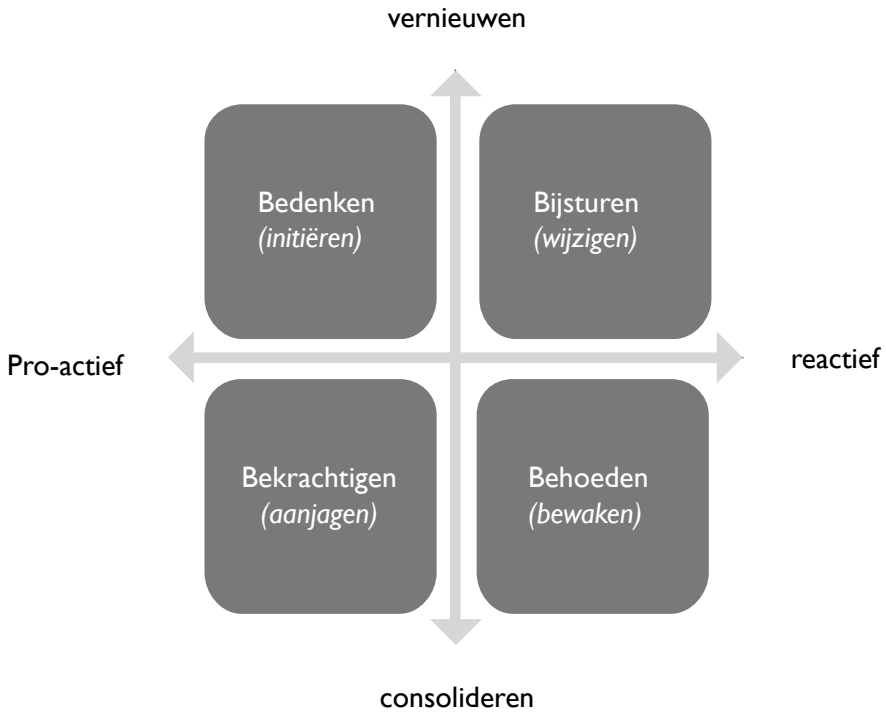 vernieuwen
Bedenken
(initiëren)
Bijsturen
(wijzigen)
Pro-actief
reactief
Bekrachtigen
(aanjagen)
Behoeden
(bewaken)
consolideren